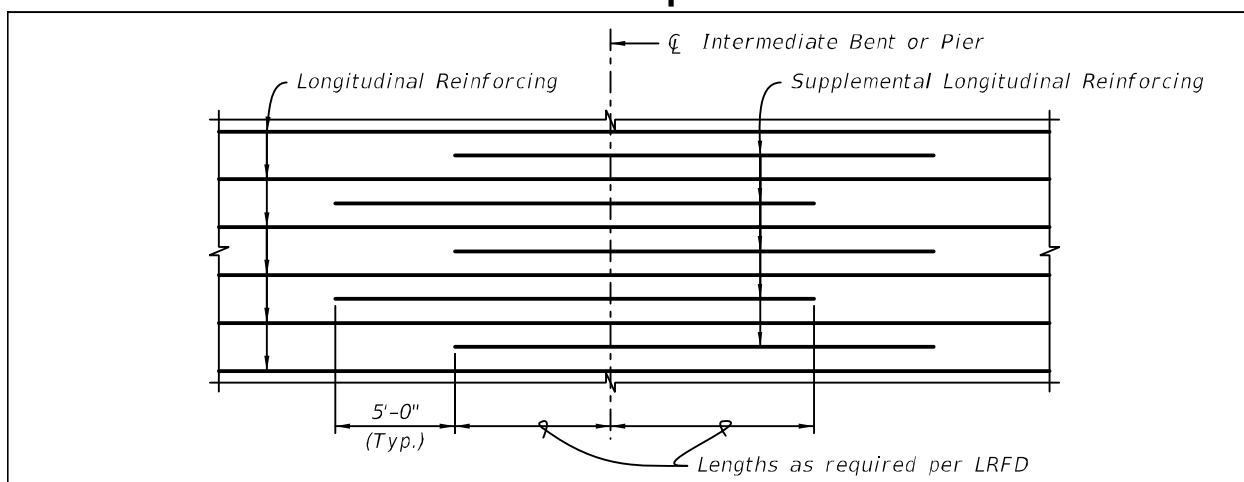 ℄ Intermediate Bent or Pier
Longitudinal Reinforcing
Supplemental Longitudinal Reinforcing
5'-0"
(Typ.)
Lengths as required per LRFD